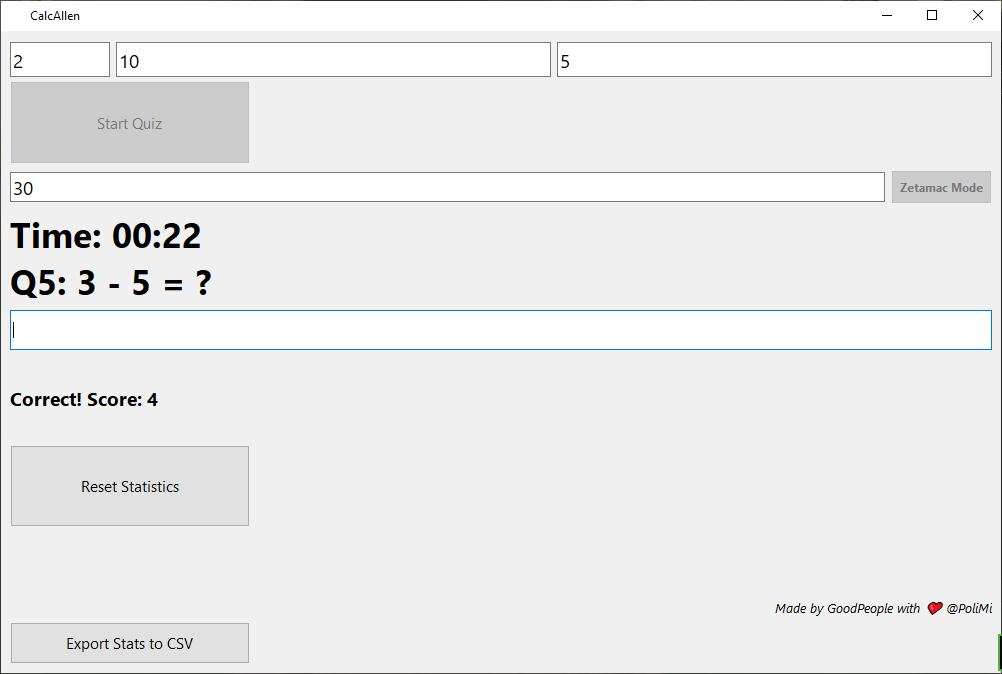 CalcAllen
2 10 5
Start Quiz
30 Zetamac Mode
Time: 00:22
Q5: 3 - 5 = ?
Correct! Score: 4
Reset Statistics
Made by GoodPeople with ❤ @PoliMi
Export Stats to CSV